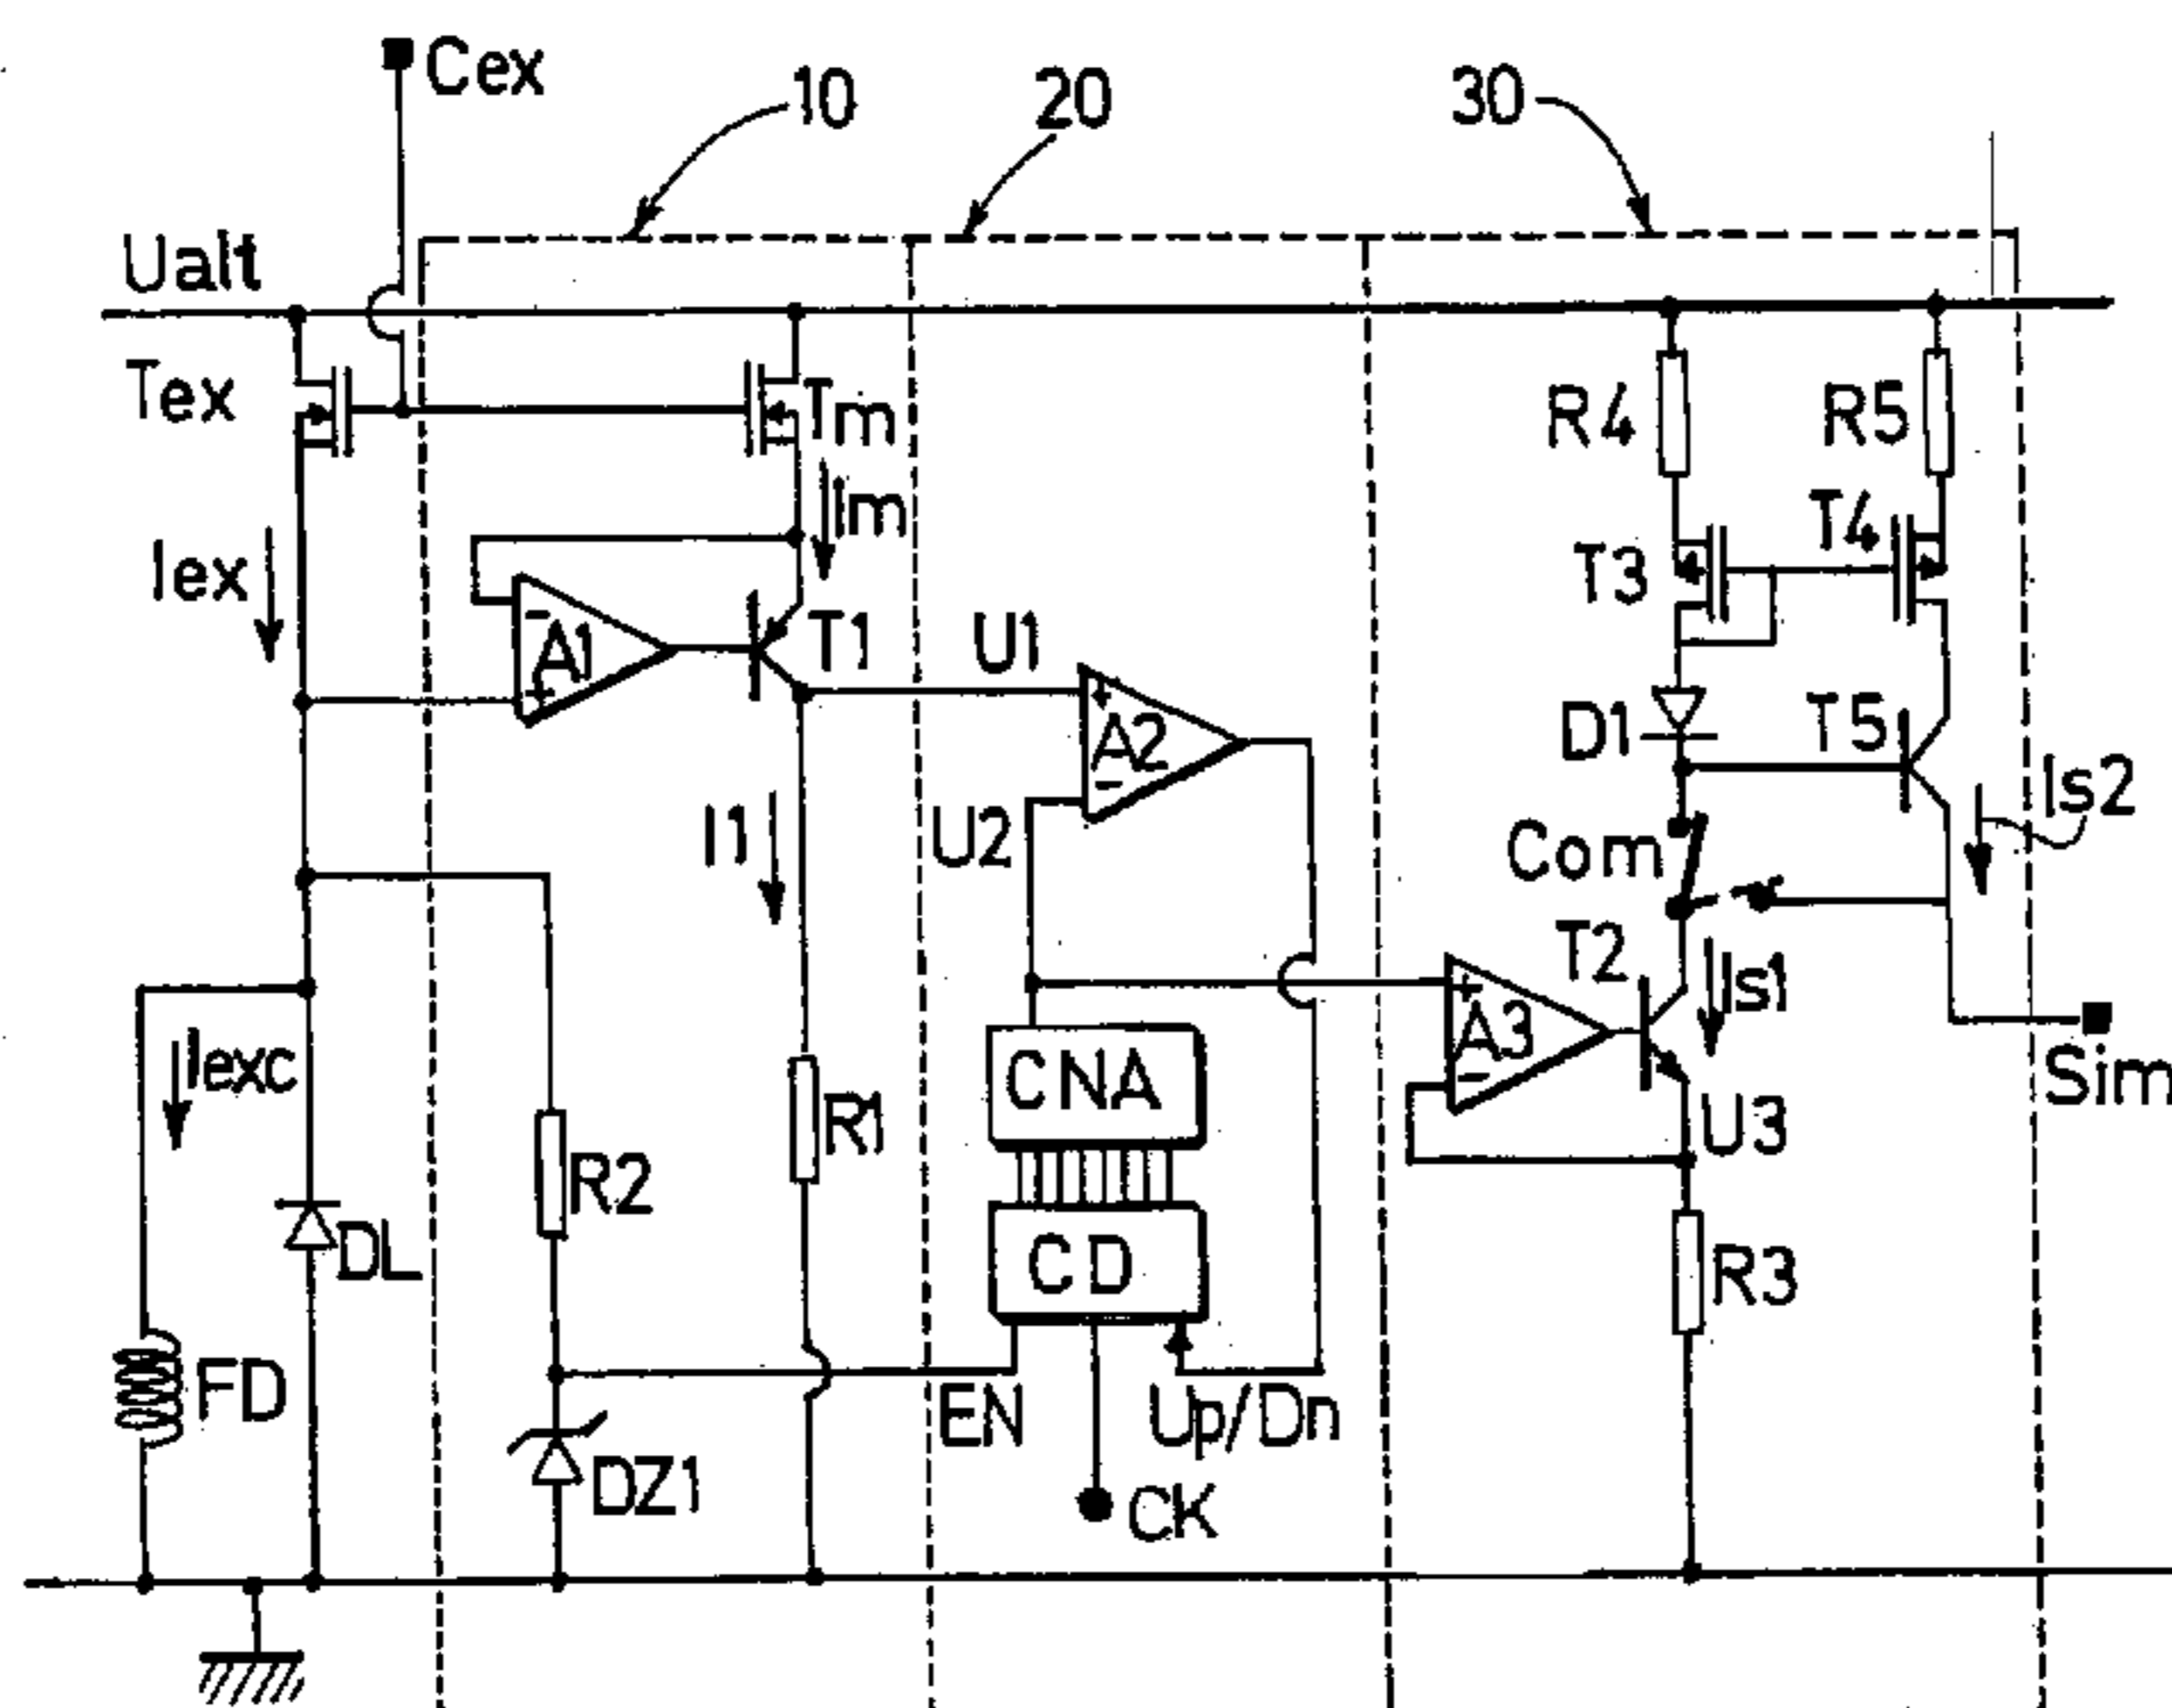 Cex
10
20
30
Ualt
Tex
Tm
R4
R5
Im
T4
T3
Iex
A1
- +
T1
U1
A2
+ -
D1
T5
Is2
I1
U2
Com
T2
Is1
A3
+ -
Iexc
CNA
Sim
R1
U3
R2
DL
CD
R3
FD
EN
Up/Dn
DZ1
CK